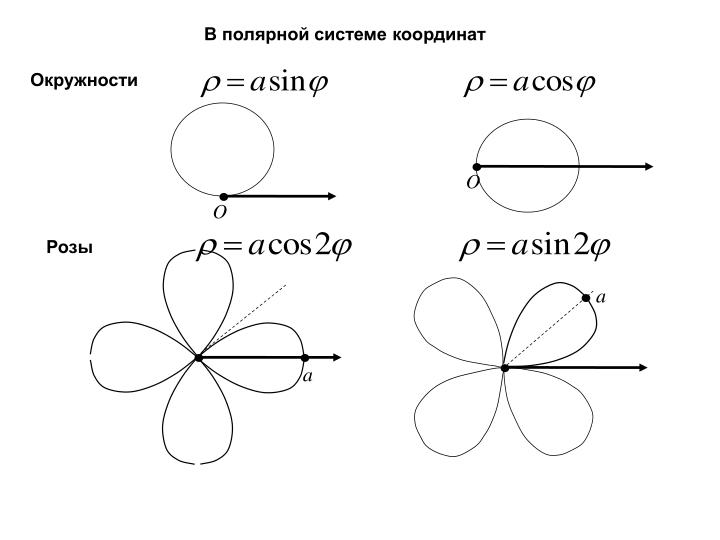 В полярной системе координат
Окружности
ρ = a sin φ
ρ = a cos φ
O
O
Розы
ρ = a cos 2φ
ρ = a sin 2φ
a
a